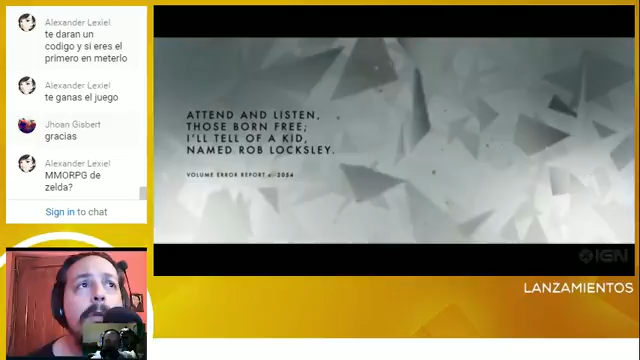 Alexander Lexiel
te daran un
codigo y si eres el
primero en meterlo
Alexander Lexiel
te ganas el juego
Jhoan Gisbert
gracias
Alexander Lexiel
MMORPG de
zelda?
Sign in to chat
ATTEND AND LISTEN,
THOSE BORN FREE;
I'LL TELL OF A KID,
NAMED ROB LOCKSLEY.
VOLUME ERROR REPORT c. 2054
IGN
LANZAMIENTOS